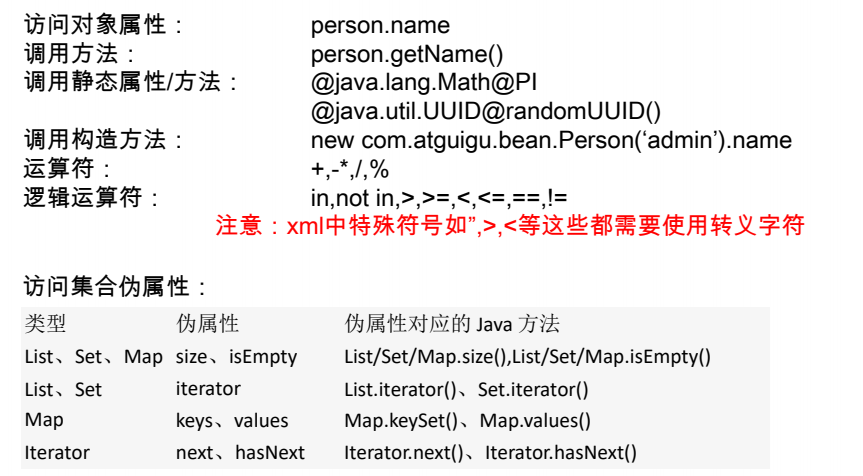 访问对象属性： person.name
调用方法： person.getName()
调用静态属性/方法： @java.lang.Math@PI
@java.util.UUID@randomUUID()
调用构造方法： new com.atguigu.bean.Person(‘admin’).name
运算符： +,-*,/,%
逻辑运算符： in,not in,>,>=,<,<=,==,!=
注意：xml中特殊符号如”,>,<等这些都需要使用转义字符
访问集合伪属性：
类型 伪属性 伪属性对应的 Java 方法
List、Set、Map size、isEmpty List/Set/Map.size(),List/Set/Map.isEmpty()
List、Set iterator List.iterator()、Set.iterator()
Map keys、values Map.keySet()、Map.values()
Iterator next、hasNext Iterator.next()、Iterator.hasNext()